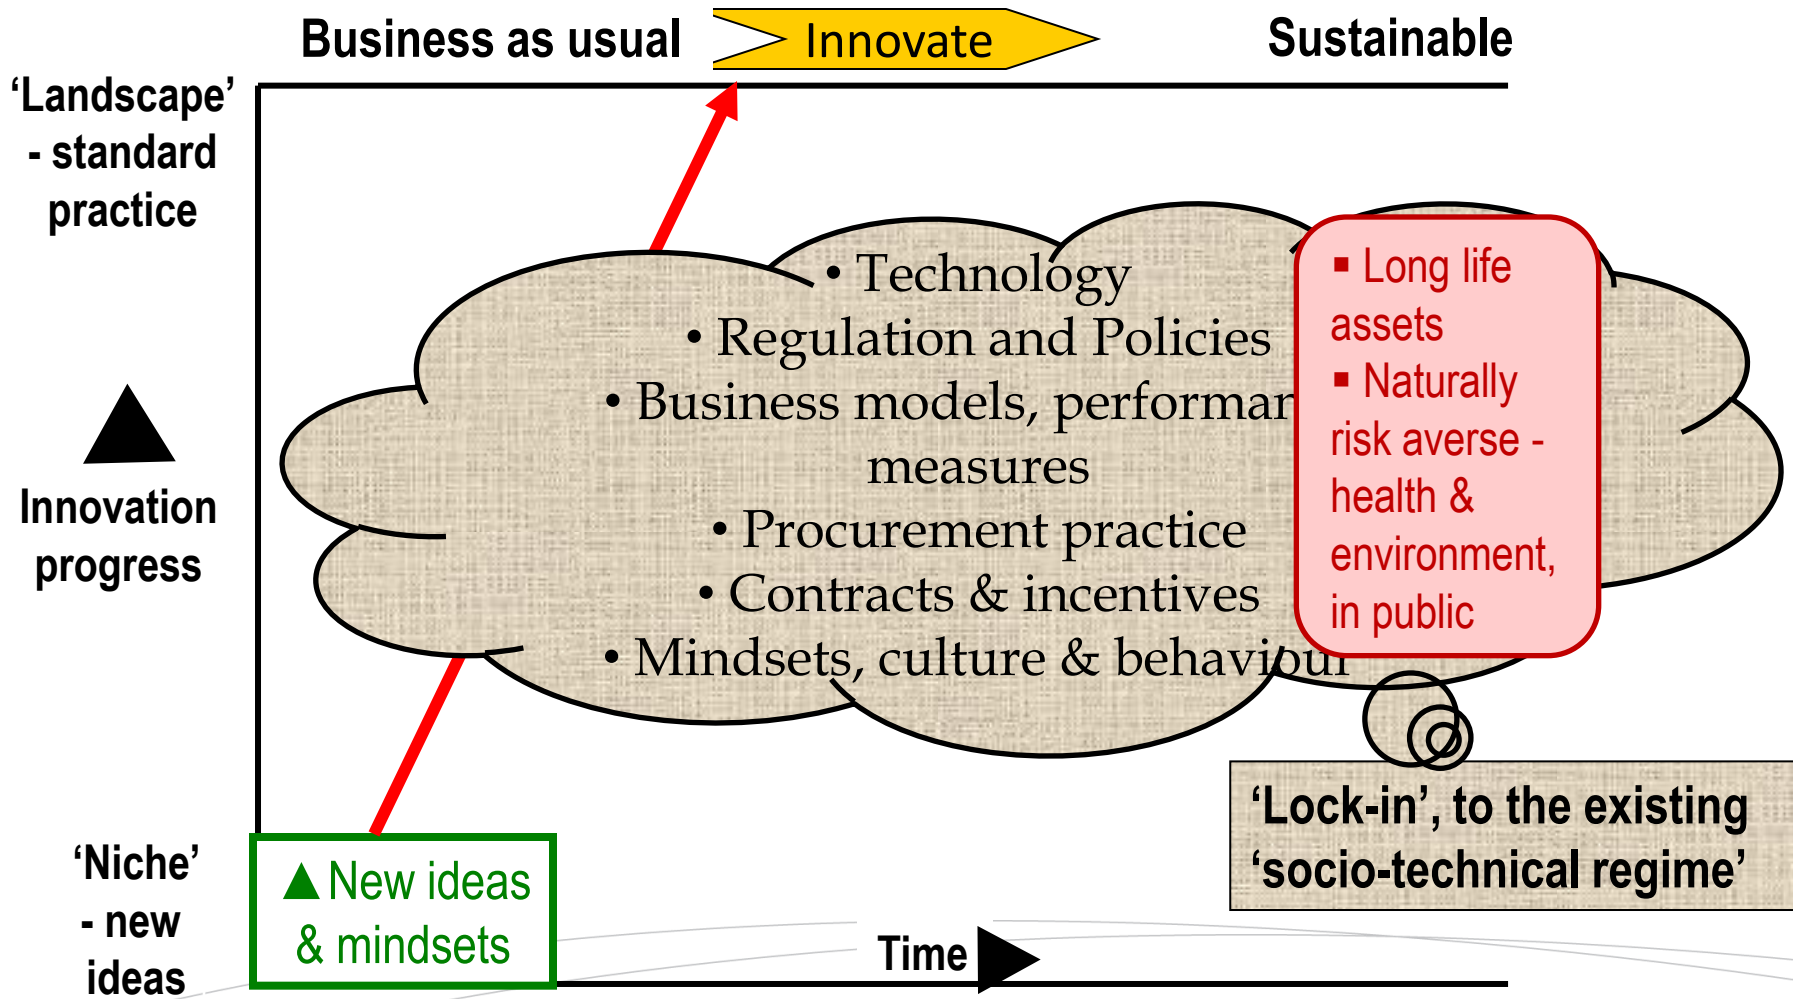 Business as usual
Innovate
Sustainable
‘Landscape’
- standard
practice
Innovation
progress
‘Niche’
- new
ideas
• Technology
• Regulation and Policies
• Business models, performan
measures
• Procurement practice
• Contracts & incentives
• Mindsets, culture & behaviour
▪ Long life
assets
▪ Naturally
risk averse -
health &
environment,
in public
‘Lock-in’, to the existing
‘socio-technical regime’
▲New ideas
& mindsets
Time